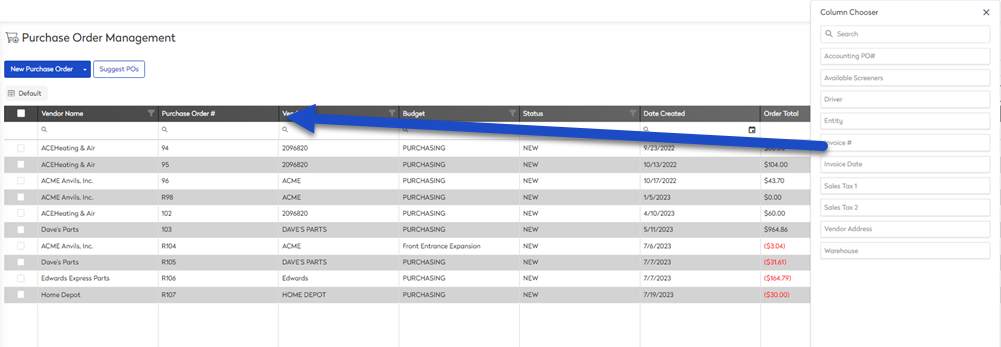 Purchase Order Management
New Purchase Order
Suggest POs
Default
Vendor Name Purchase Order # Budget Status Date Created Order Total
ACEHeating & Air 94 2096820 PURCHASING NEW 9/23/2022
ACEHeating & Air 95 2096820 PURCHASING NEW 10/13/2022 $104.00
ACME Anvils, Inc. 96 ACME PURCHASING NEW 10/17/2022 $43.70
ACME Anvils, Inc. R98 ACME PURCHASING NEW 1/5/2023 $0.00
ACEHeating & Air 102 2096820 PURCHASING NEW 4/10/2023 $60.00
Dave's Parts 103 DAVE'S PARTS PURCHASING NEW 5/11/2023 $964.86
ACME Anvils, Inc. R104 ACME Front Entrance Expansion NEW 7/6/2023 ($3.04)
Dave's Parts R105 DAVE'S PARTS PURCHASING NEW 7/7/2023 ($31.61)
Edwards Express Parts R106 Edwards PURCHASING NEW 7/7/2023 ($164.79)
Home Depot R107 HOME DEPOT PURCHASING NEW 7/19/2023 ($30.00)
Column Chooser
Search
Accounting PO#
Available Screeners
Driver
Entity
Invoice #
Invoice Date
Sales Tax 1
Sales Tax 2
Vendor Address
Warehouse